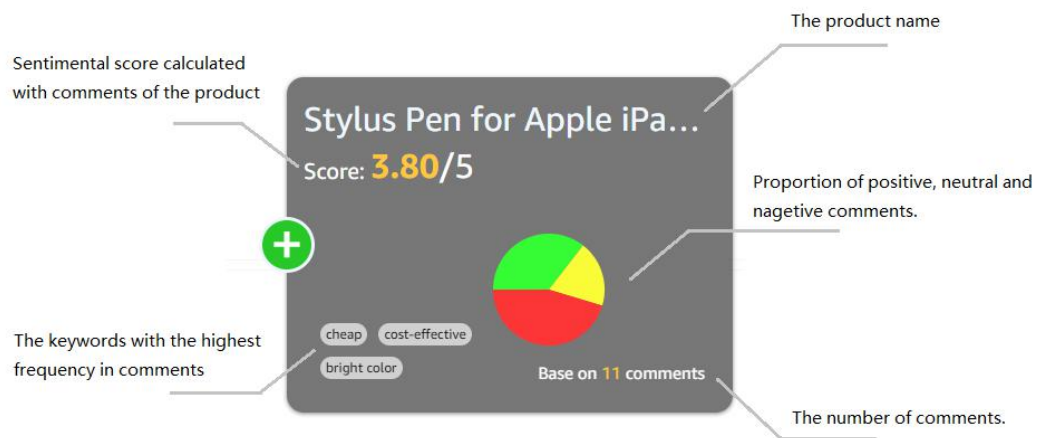 The product name
Sentimental score calculated
with comments of the product
Stylus Pen for Apple iPa...
Score: 3.80/5
Proportion of positive, neutral and
nagetive comments.
The keywords with the highest
frequency in comments
cheap cost-effective
bright color
Base on 11 comments
The number of comments.